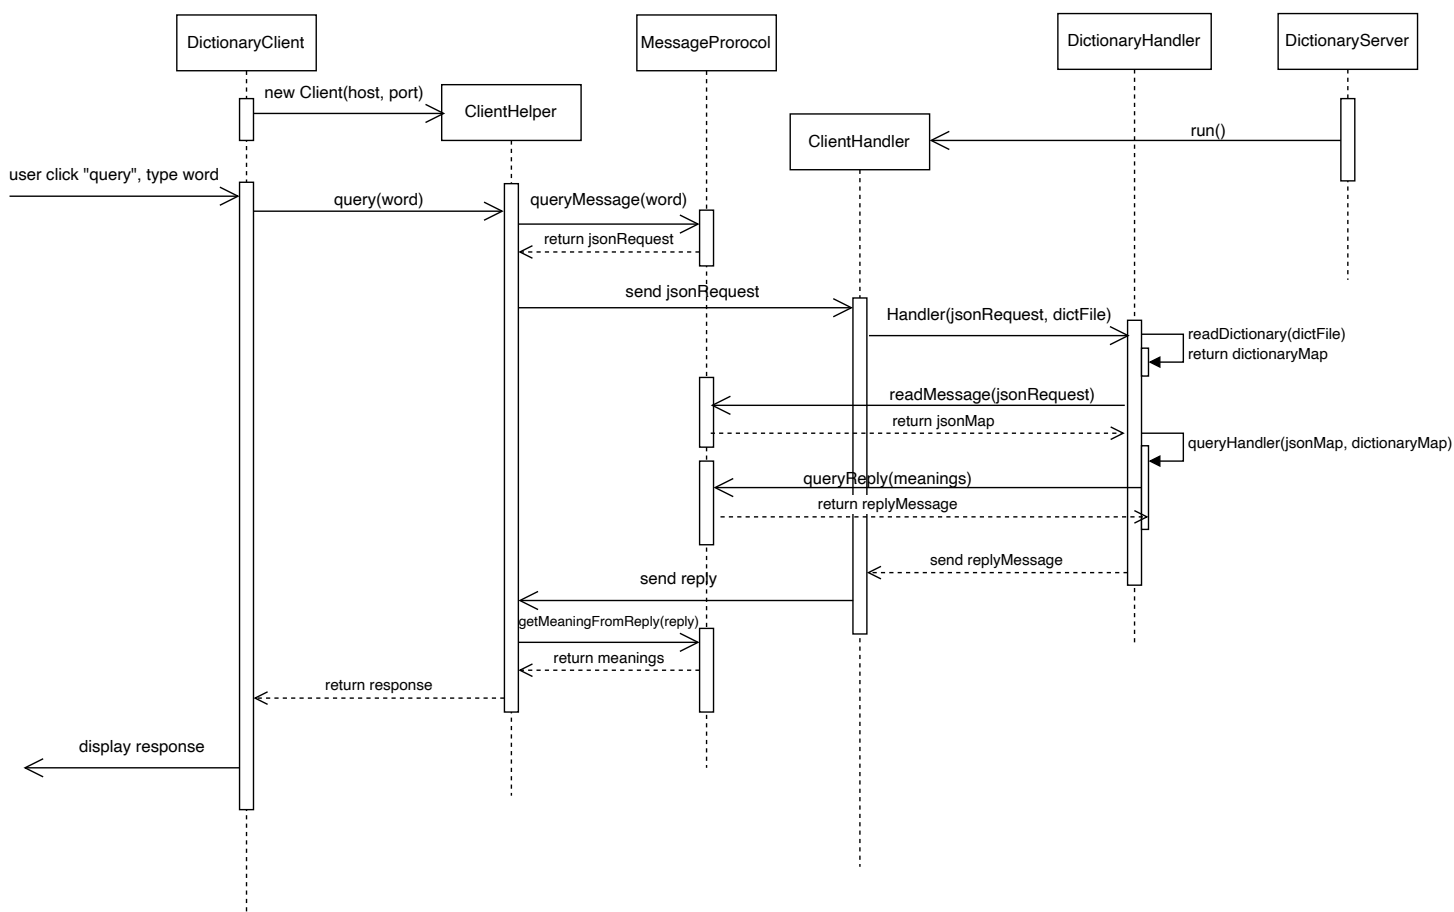 DictionaryClient
MessageProrocol
DictionaryHandler
DictionaryServer
new Client(host, port)
ClientHelper
ClientHandler
run()
user click "query", type word
query(word)
queryMessage(word)
return jsonRequest
send jsonRequest
Handler(jsonRequest, dictFile)
readDictionary(dictFile)
return dictionaryMap
readMessage(jsonRequest)
return jsonMap
queryHandler(jsonMap, dictionaryMap)
queryReply(meanings)
return replyMessage
send replyMessage
send reply
getMeaningFromReply(reply)
return meanings
return response
display response